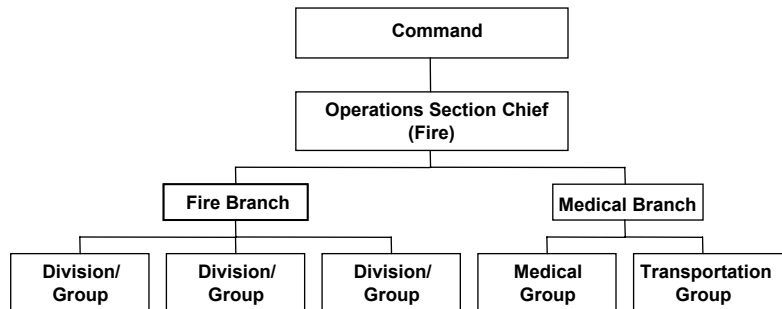 Command
Operations Section Chief
(Fire)
Fire Branch
Medical Branch
Division/
Group
Division/
Group
Division/
Group
Medical
Group
Transportation
Group